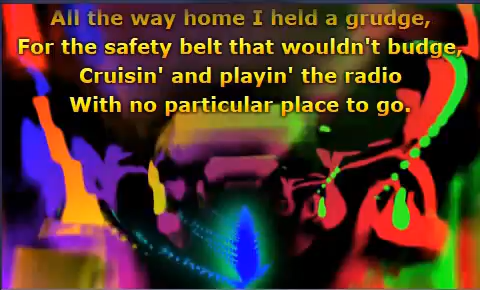 All the way home I held a grudge,
For the safety belt that wouldn't budge,
Cruisin' and playin' the radio
With no particular place to go.